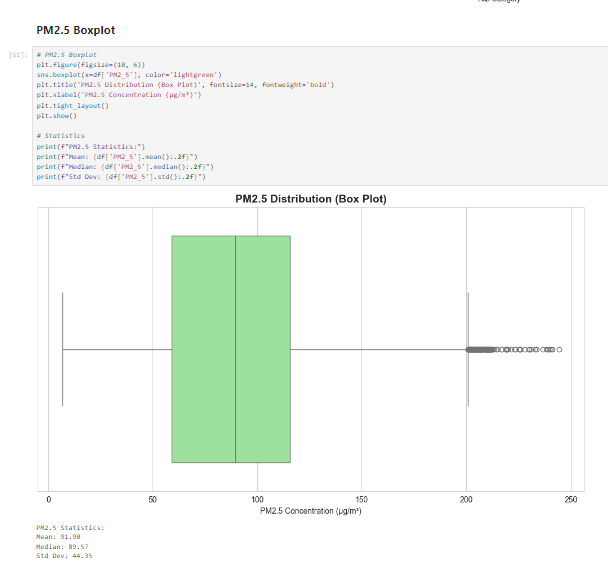 PM2.5 Boxplot
[51]:
# PM2.5 Boxplot
plt.figure(figsize=(10, 6))
sns.boxplot(x=df['PM2_5'], color='lightgreen')
plt.title('PM2.5 Distribution (Box Plot)', fontsize=14, fontweight='bold')
plt.xlabel('PM2.5 Concentration (µg/m³)')
plt.tight_layout()
plt.show()
# Statistics
print(f"PM2.5 Statistics:")
print(f"Mean: {df['PM2_5'].mean():.2f}")
print(f"Median: {df['PM2_5'].median():.2f}")
print(f"Std Dev: {df['PM2_5'].std():.2f}")
PM2.5 Distribution (Box Plot)
0 50 100 150 200 250
PM2.5 Concentration (µg/m³)
PM2.5 Statistics:
Mean: 91.90
Median: 89.57
Std Dev: 44.35